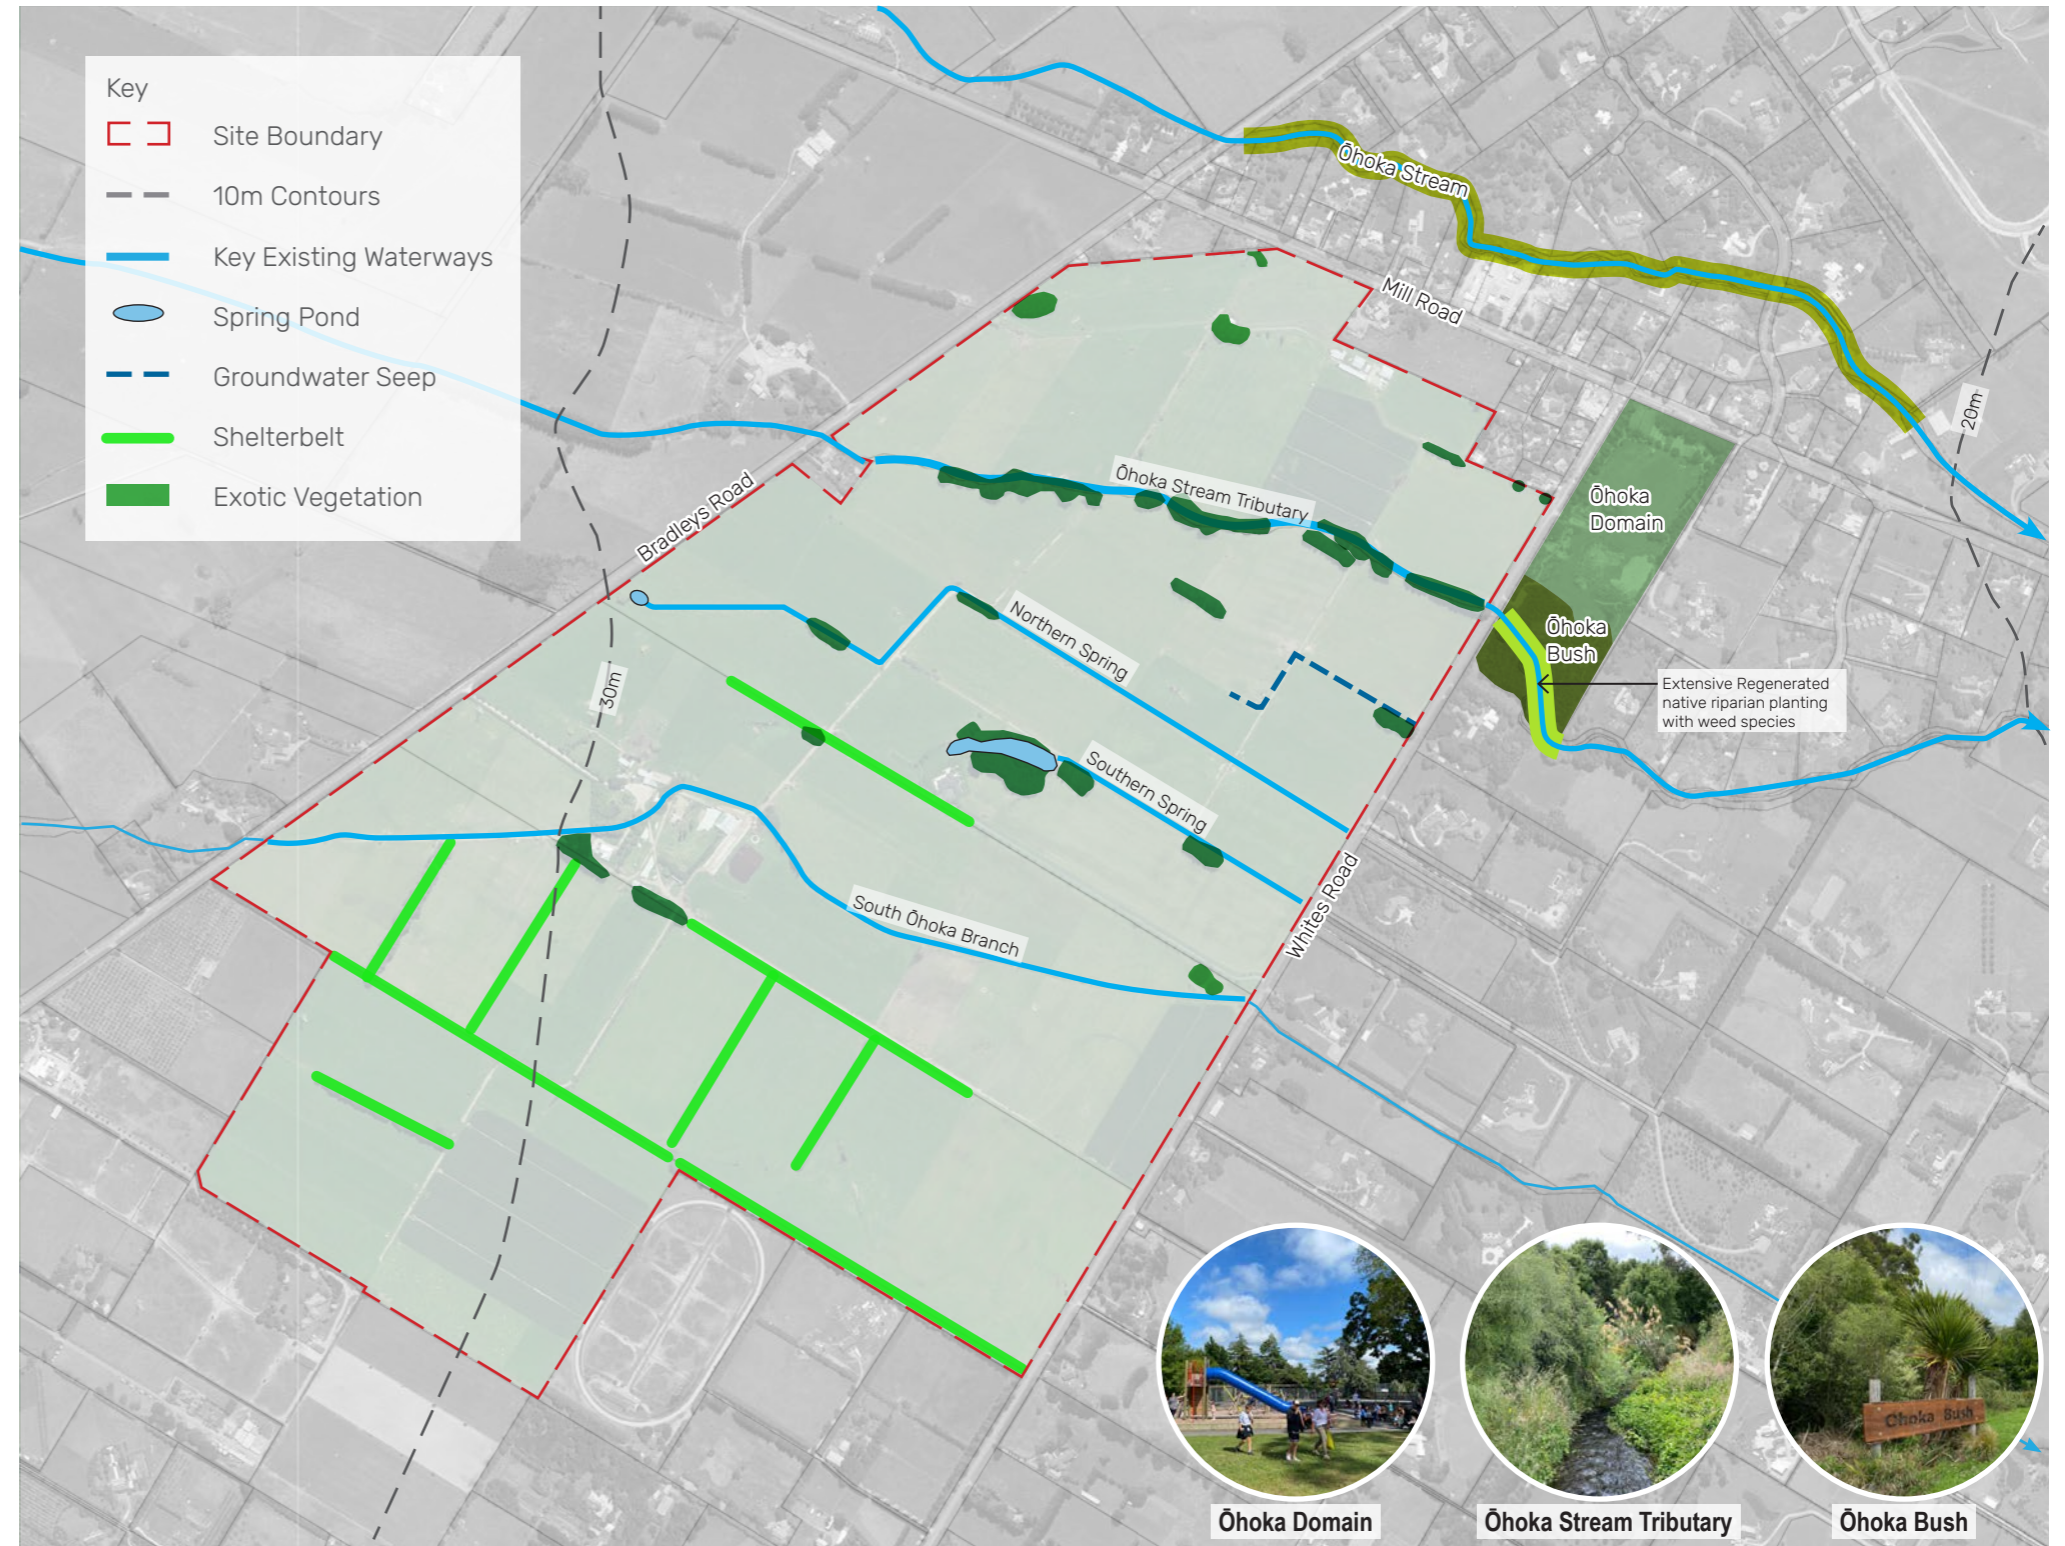 Key
Site Boundary
10m Contours
Key Existing Waterways
Spring Pond
Groundwater Seep
Shelterbelt
Exotic Vegetation
Ōhoka Stream
Mill Road
20m
Ōhoka Stream Tributary
Bradleys Road
Ōhoka
Domain
Ōhoka
Bush
Extensive Regenerated
native riparian planting
with weed species
Northern Spring
30m
Southern Spring
Whites Road
South Ōhoka Branch
Ohoka Bush
Ōhoka Domain
Ōhoka Stream Tributary
Ōhoka Bush